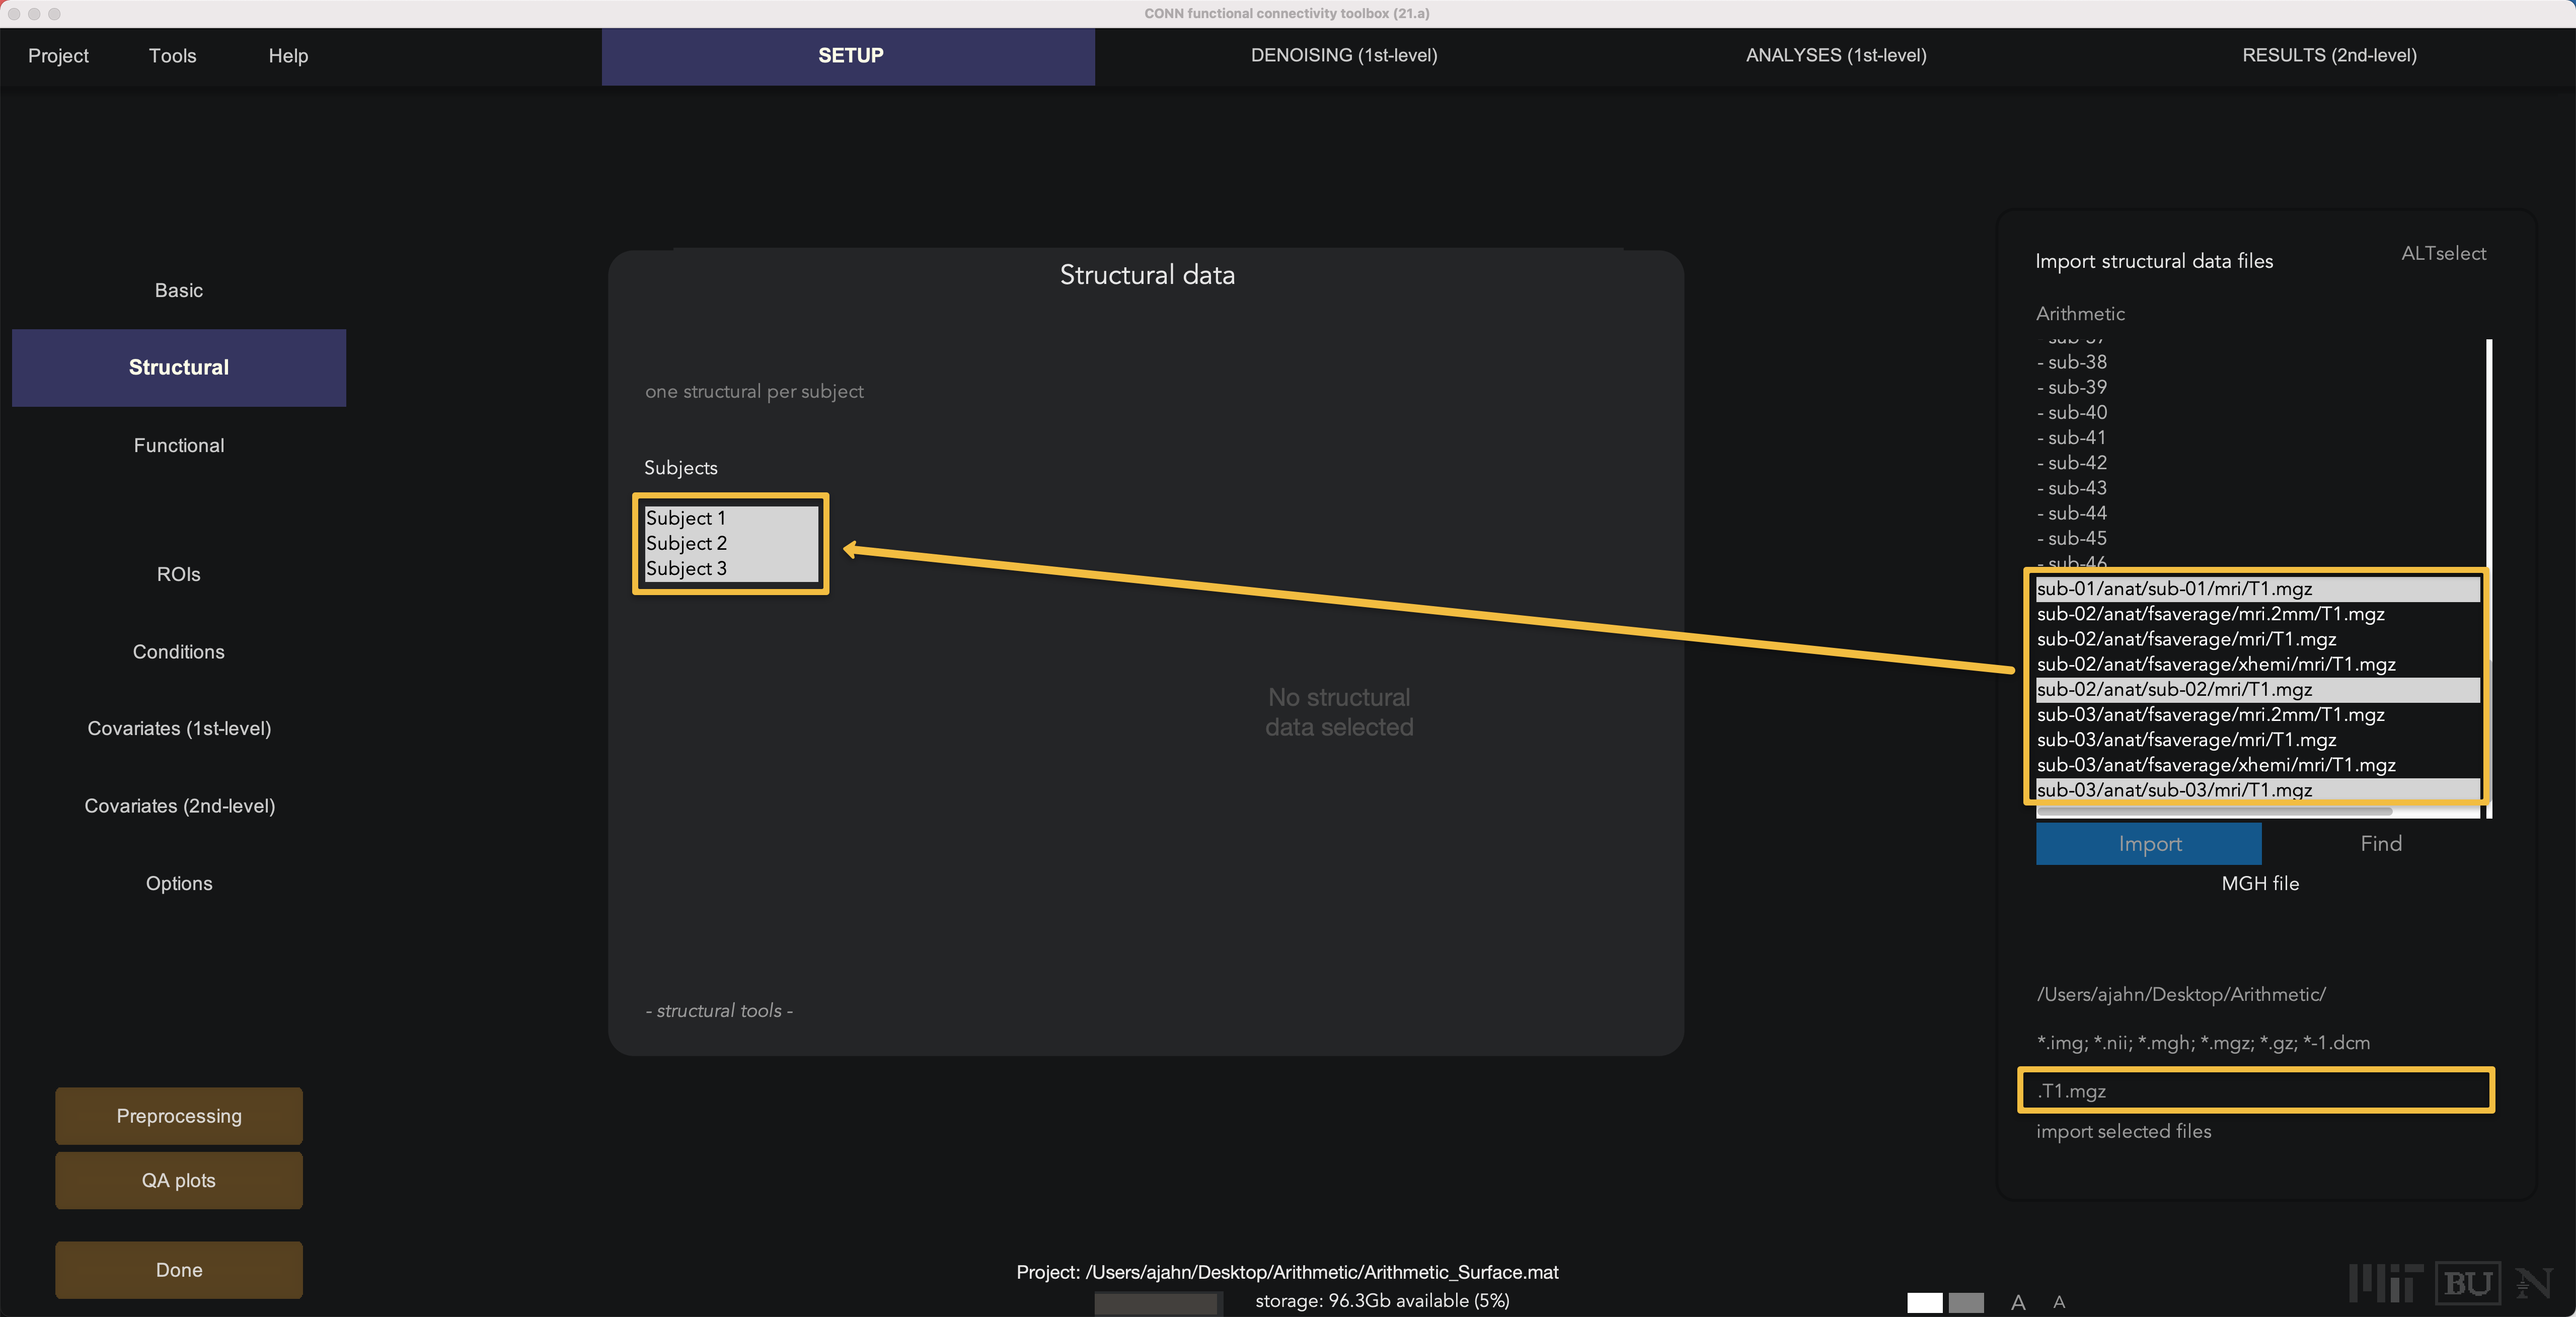 CONN functional connectivity toolbox (21.a)
Project Tools Help SETUP DENOISING (1st-level) ANALYSES (1st-level) RESULTS (2nd-level)
Basic
Structural
Functional
ROIs
Conditions
Covariates (1st-level)
Covariates (2nd-level)
Options
Preprocessing
QA plots
Done
Structural data
one structural per subject
Subjects
Subject 1
Subject 2
Subject 3
No structural
data selected
- structural tools -
Import structural data files
ALTselect
Arithmetic
- sub-37
- sub-38
- sub-39
- sub-40
- sub-41
- sub-42
- sub-43
- sub-44
- sub-45
- sub-46
sub-01/anat/sub-01/mri/T1.mgz
sub-02/anat/fsaverage/mri.2mm/T1.mgz
sub-02/anat/fsaverage/mri/T1.mgz
sub-02/anat/fsaverage/xhemi/mri/T1.mgz
sub-02/anat/sub-02/mri/T1.mgz
sub-03/anat/fsaverage/mri.2mm/T1.mgz
sub-03/anat/fsaverage/mri/T1.mgz
sub-03/anat/fsaverage/xhemi/mri/T1.mgz
sub-03/anat/sub-03/mri/T1.mgz
Import Find
MGH file
/Users/ajahn/Desktop/Arithmetic/
*.img; *.nii; *.mgh; *.mgz; *.gz; *-1.dcm
.T1.mgz
import selected files
Project: /Users/ajahn/Desktop/Arithmetic/Arithmetic_Surface.mat
storage: 96.3Gb available (5%)
A A
MIT BU N